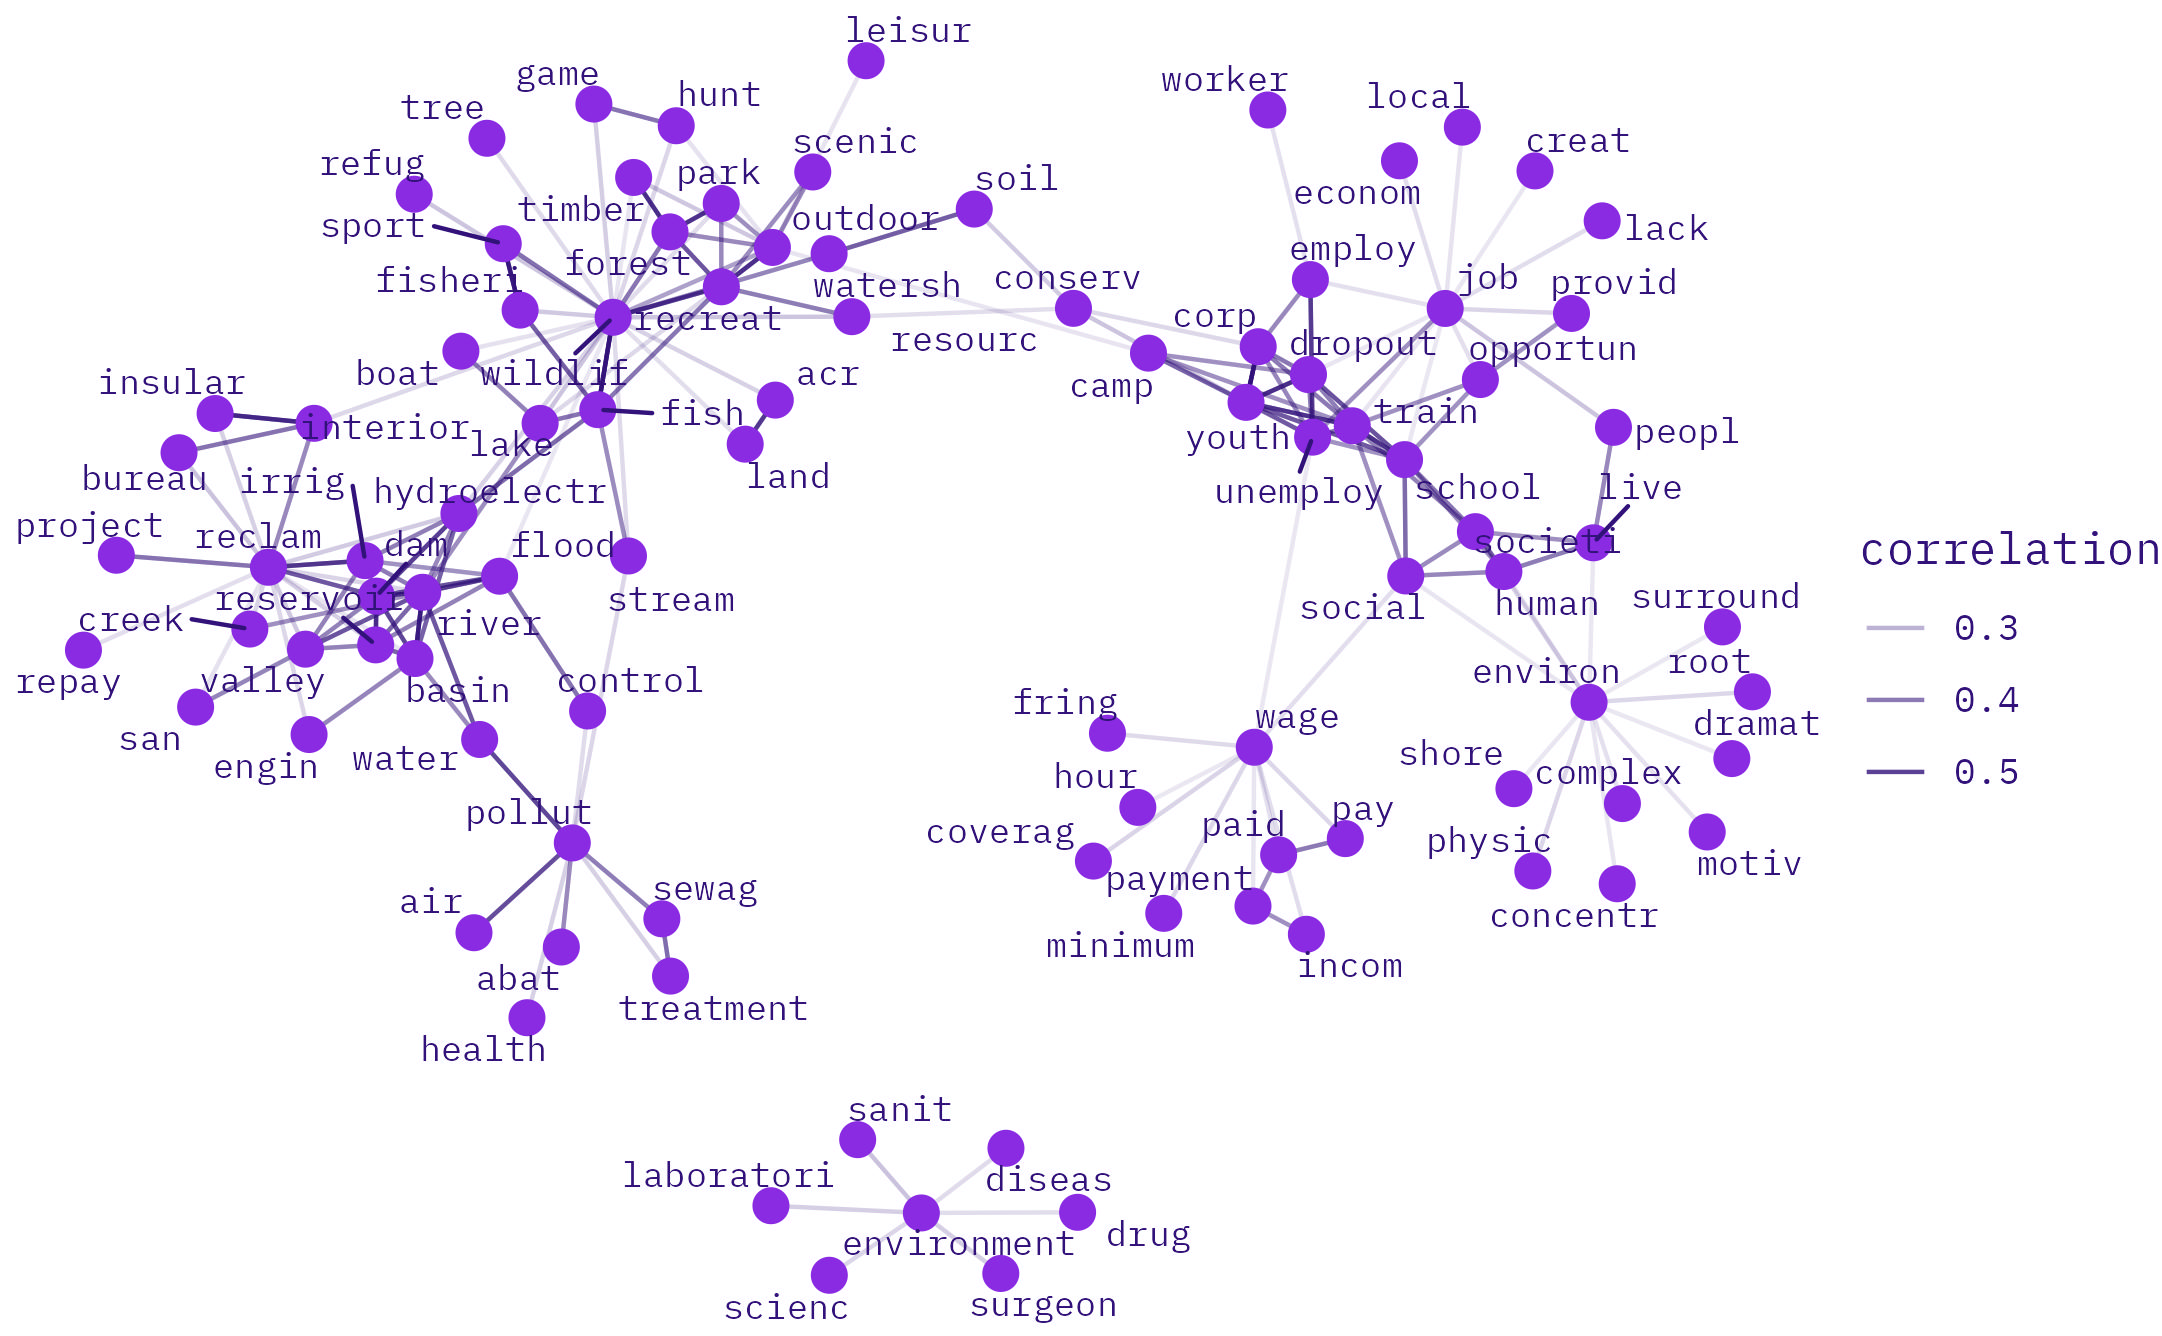 leisur
game
worker
tree
hunt
local
scenic
creat
refug
park
soil
econom
timber
outdoor
sport
lack
employ
forest
fisheri
watersh
conserv
job
provid
recreat
corp
resourc
dropout
opportun
boat
wildlif
acr
camp
insular
fish
train
interior
lake
youth
peopl
bureau
irrig
hydroelectr
land
unemploy
school
live
project
reclam
dam
flood
societi
correlation
reservoir
stream
social
human
surround
creek
river
0.3
repay
valley
basin
control
environ
root
san
fring
wage
dramat
0.4
engin
water
hour
shore
complex
0.5
pollut
coverag
paid
pay
physic
motiv
air
sewag
payment
concentr
abat
minimum
incom
treatment
health
sanit
laboratori
diseas
environment
drug
scienc
surgeon